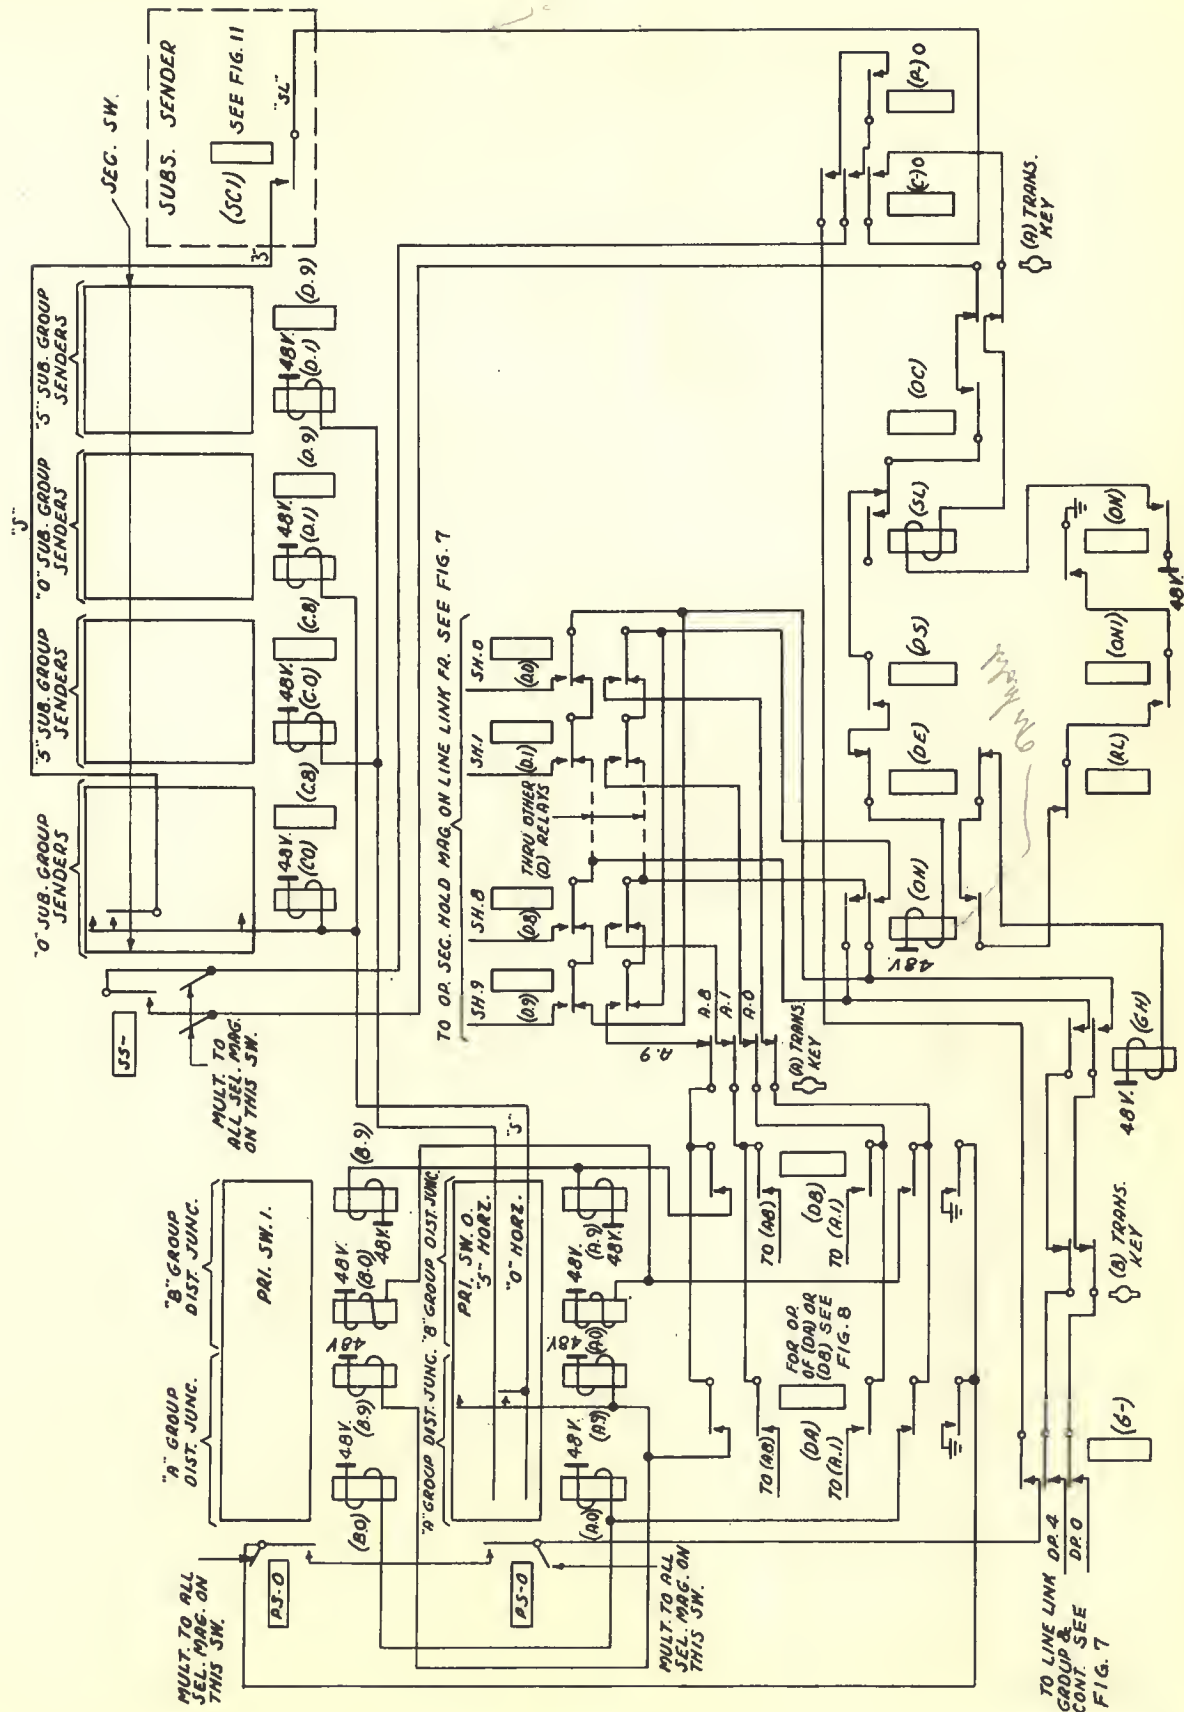 SUBS. SENDER
(SC1)
SEE FIG. 11
"SL"
"S"
SEC. SW.
"S"
"0" SUB. GROUP
SENDERS
"5" SUB. GROUP
SENDERS
"0" SUB. GROUP
SENDERS
"5" SUB. GROUP
SENDERS
48V.
(C0)
(C.8)
48V.
(C.0)
(C.8)
48V.
(D.1)
(D.9)
48V.
(D.1)
(D.9)
SS-
MULT. TO
ALL SEL. MAG.
ON THIS SW.
(R-)0
(C-)0
(A) TRANS.
KEY
(OC)
(SL)
(DS)
(DE)
(ON)
48V.
(ON)
(ON1)
(RL)
48V.
TO OP. SEC. HOLD MAG. ON LINE LINK FR. SEE FIG. 7
SH.9
(D.9)
SH.8
(D.8)
SH.1
(D.1)
SH.0
(D.0)
THRU OTHER
(D) RELAYS
A.9
A.8
A.1
A.0
(A) TRANS.
KEY
"A" GROUP
DIST. JUNC.
"B" GROUP
DIST. JUNC.
PRI. SW. 1.
(B.0)
48V.
(B.9)
48V
48V.
(B.0)
48V.
(B.9)
"A" GROUP DIST. JUNC.
"B" GROUP DIST. JUNC.
PRI. SW. 0.
"5" HORZ.
"0" HORZ.
"S"
(A.0)
48V.
(A.9)
48V.
48V.
(A.0)
48V.
(A.9)
MULT. TO ALL
SEL. MAG. ON
THIS SW.
PS-0
PS-0
MULT. TO ALL
SEL. MAG. ON
THIS SW.
TO (A.8)
(DA)
TO (A.1)
FOR OP.
OF (DA) OR
(DB) SEE
FIG. 8
TO (A.8)
(DB)
TO (A.1)
TO LINE LINK
GROUP &
CONT. SEE
FIG. 7
DP. 4
DP. 0
(G-)
(B) TRANS.
KEY
48V.
(GH)